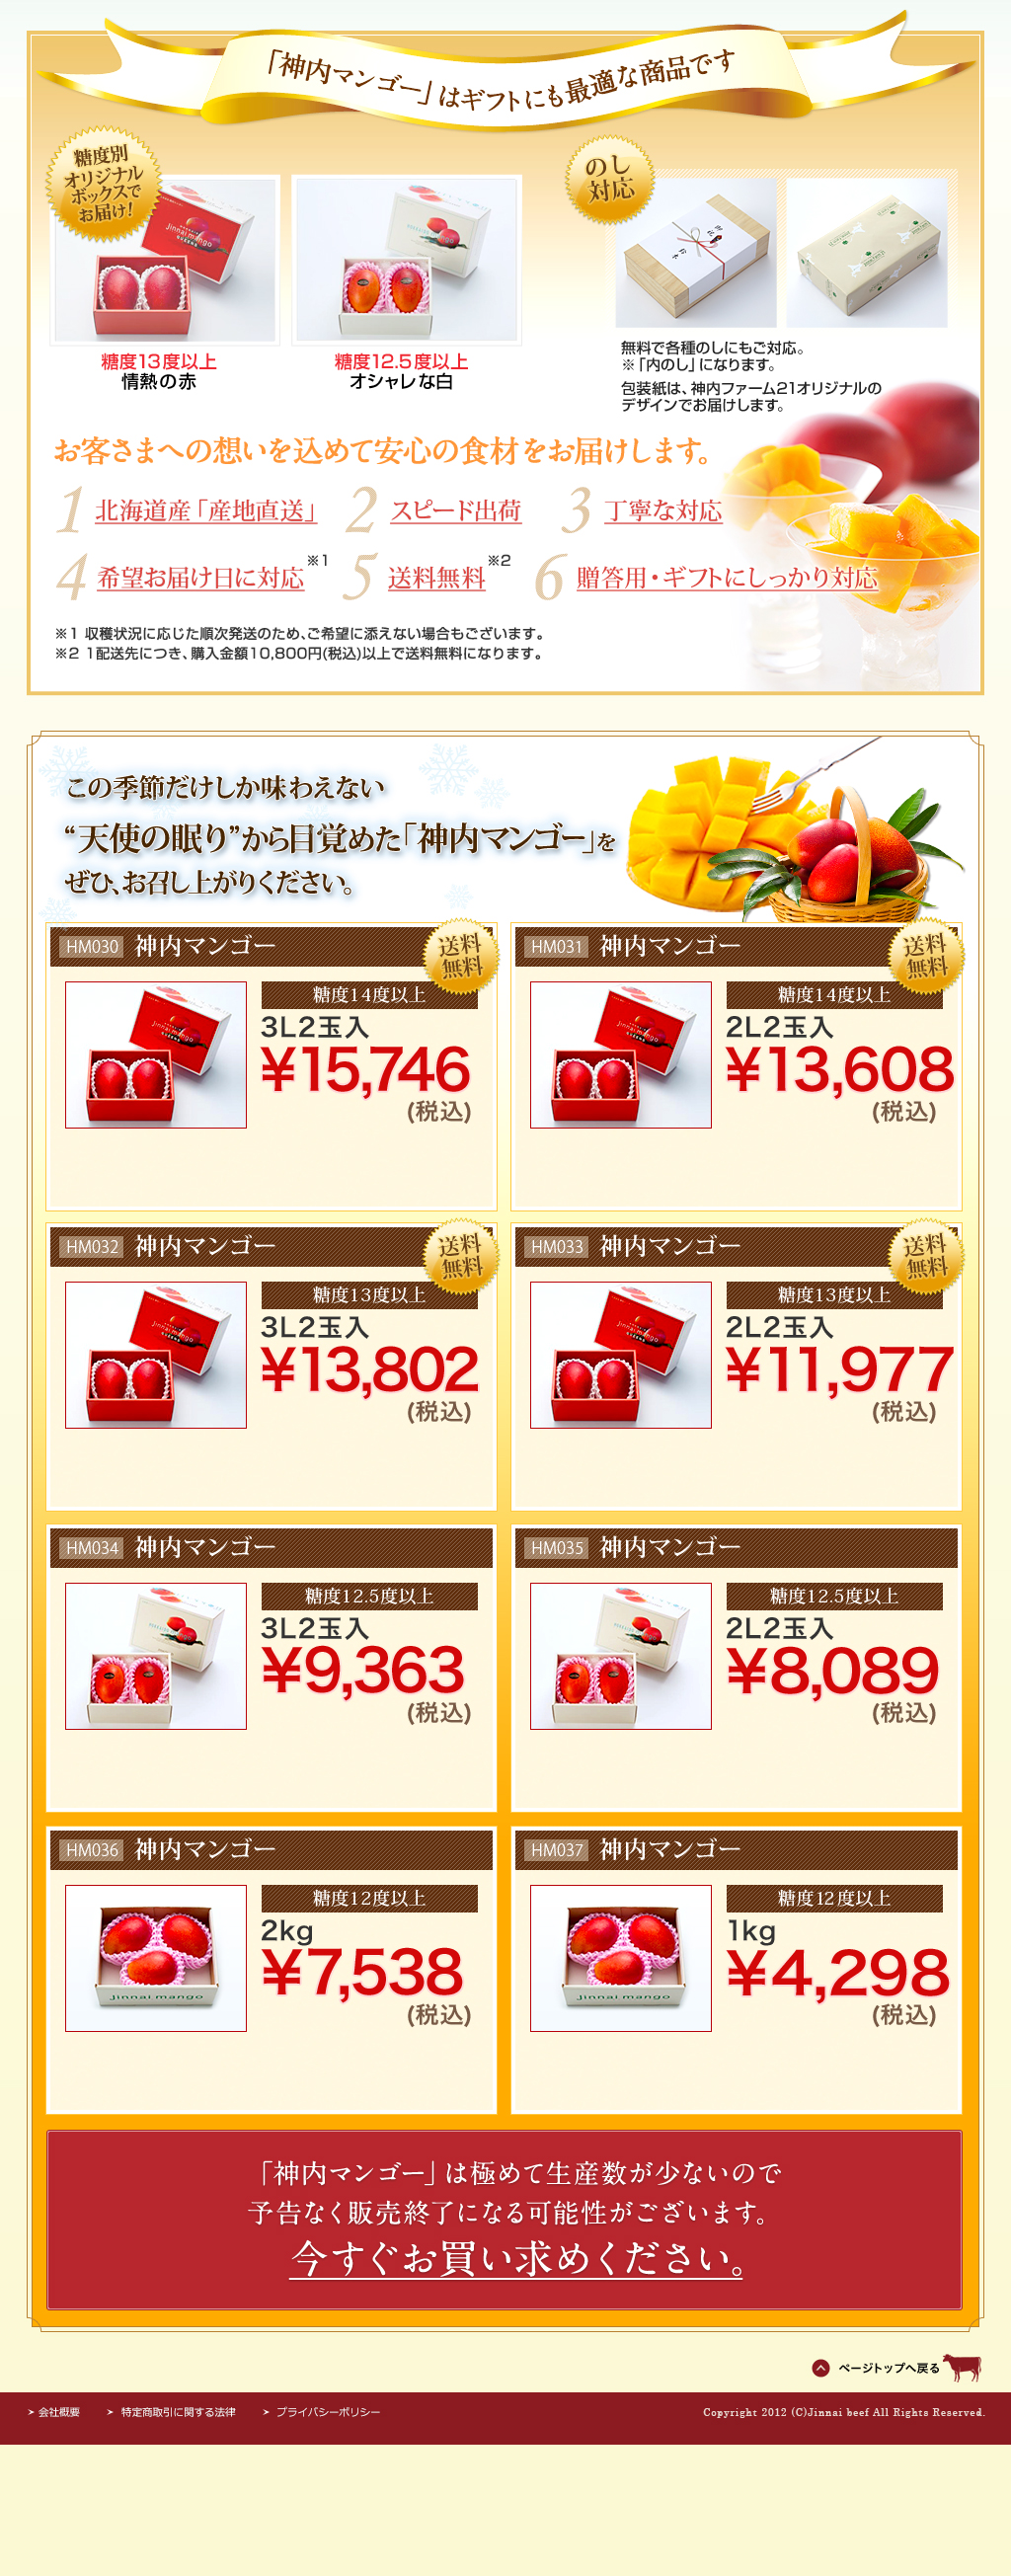 「神内マンゴー」はギフトにも最適な商品です
糖度別
オリジナル
ボックスで
お届け!
のし
対応
糖度13度以上
情熱の赤
糖度12.5度以上
オシャレな白
無料で各種のしにもご対応。
※「内のし」になります。
包装紙は、神内ファーム21オリジナルの
デザインでお届けします。
お客さまへの想いを込めて安心の食材をお届けします。
1 北海道産「産地直送」
2 スピード出荷
3 丁寧な対応
4 希望お届け日に対応 ※1
5 送料無料 ※2
6 贈答用・ギフトにしっかり対応
※1 収穫状況に応じた順次発送のため、ご希望に添えない場合もございます。
※2 1配送先につき、購入金額10,800円(税込)以上で送料無料になります。
この季節だけしか味わえない
“天使の眠り”から目覚めた「神内マンゴー」を
ぜひ、お召し上がりください。
HM030 神内マンゴー
送料
無料
糖度14度以上
3L2玉入
¥15,746
(税込)
HM031 神内マンゴー
送料
無料
糖度14度以上
2L2玉入
¥13,608
(税込)
HM032 神内マンゴー
送料
無料
糖度13度以上
3L2玉入
¥13,802
(税込)
HM033 神内マンゴー
送料
無料
糖度13度以上
2L2玉入
¥11,977
(税込)
HM034 神内マンゴー
糖度12.5度以上
3L2玉入
¥9,363
(税込)
HM035 神内マンゴー
糖度12.5度以上
2L2玉入
¥8,089
(税込)
HM036 神内マンゴー
jinnai mango
糖度12度以上
2kg
¥7,538
(税込)
HM037 神内マンゴー
jinnai mango
糖度12度以上
1kg
¥4,298
(税込)
「神内マンゴー」は極めて生産数が少ないので
予告なく販売終了になる可能性がございます。
今すぐお買い求めください。
ページトップへ戻る
会社概要
特定商取引に関する法律
プライバシーポリシー
Copyright 2012 (C)Jinnai beef All Rights Reserved.